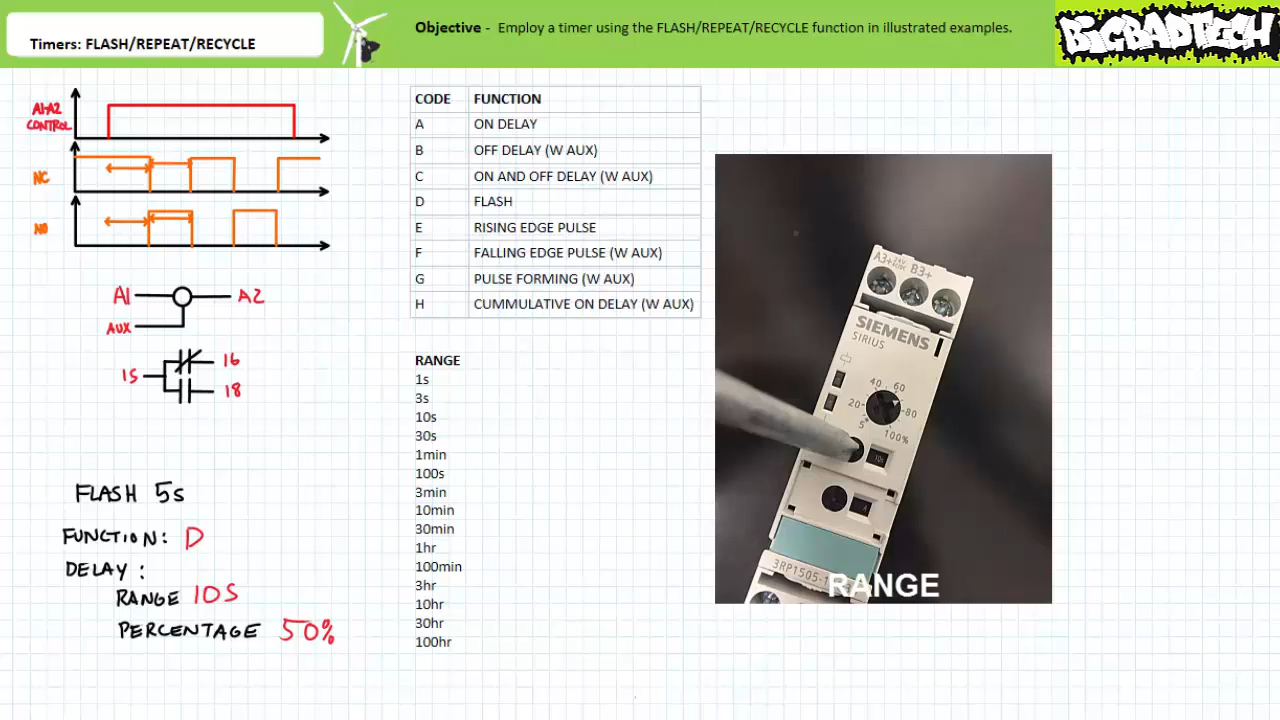 Timers: FLASH/REPEAT/RECYCLE
Objective - Employ a timer using the FLASH/REPEAT/RECYCLE function in illustrated examples.
BIGBADTECH
A1-A2
CONTROL
NC
NO
A1
A2
AUX
15
16
18
FLASH 5s
FUNCTION: D
DELAY:
RANGE 10S
PERCENTAGE 50%
CODE FUNCTION
A ON DELAY
B OFF DELAY (W AUX)
C ON AND OFF DELAY (W AUX)
D FLASH
E RISING EDGE PULSE
F FALLING EDGE PULSE (W AUX)
G PULSE FORMING (W AUX)
H CUMMULATIVE ON DELAY (W AUX)
RANGE
1s
3s
10s
30s
1min
100s
3min
10min
30min
1hr
100min
3hr
10hr
30hr
100hr
A3+ B3+
SIEMENS
SIRIUS
40 60
20 80
5 100%
10s
A
3RP1505-1
RANGE